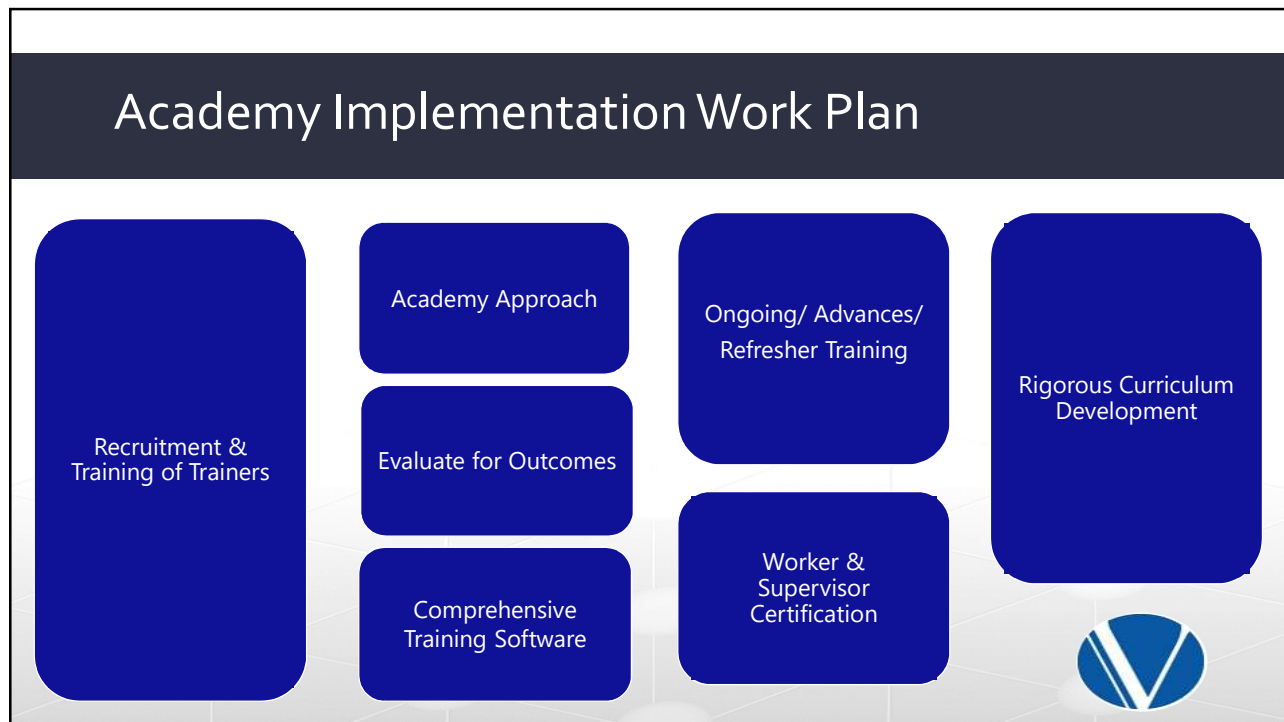 Academy Implementation Work Plan
Recruitment &
Training of Trainers
Academy Approach
Evaluate for Outcomes
Comprehensive
Training Software
Ongoing/ Advances/
Refresher Training
Worker &
Supervisor
Certification
Rigorous Curriculum
Development